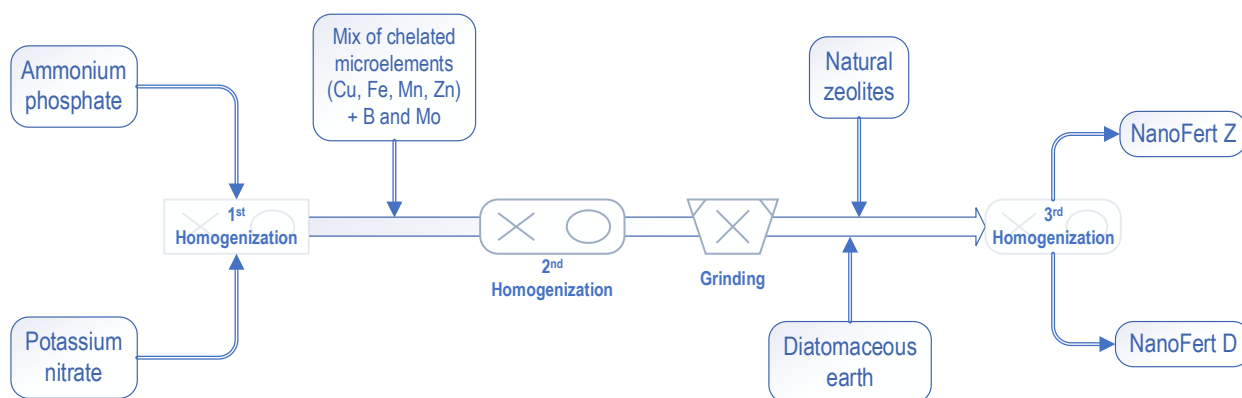 Ammonium
phosphate
Mix of chelated
microelements
(Cu, Fe, Mn, Zn)
+ B and Mo
Natural
zeolites
NanoFert Z
1st
Homogenization
2nd
Homogenization
Grinding
3rd
Homogenization
Potassium
nitrate
Diatomaceous
earth
NanoFert D